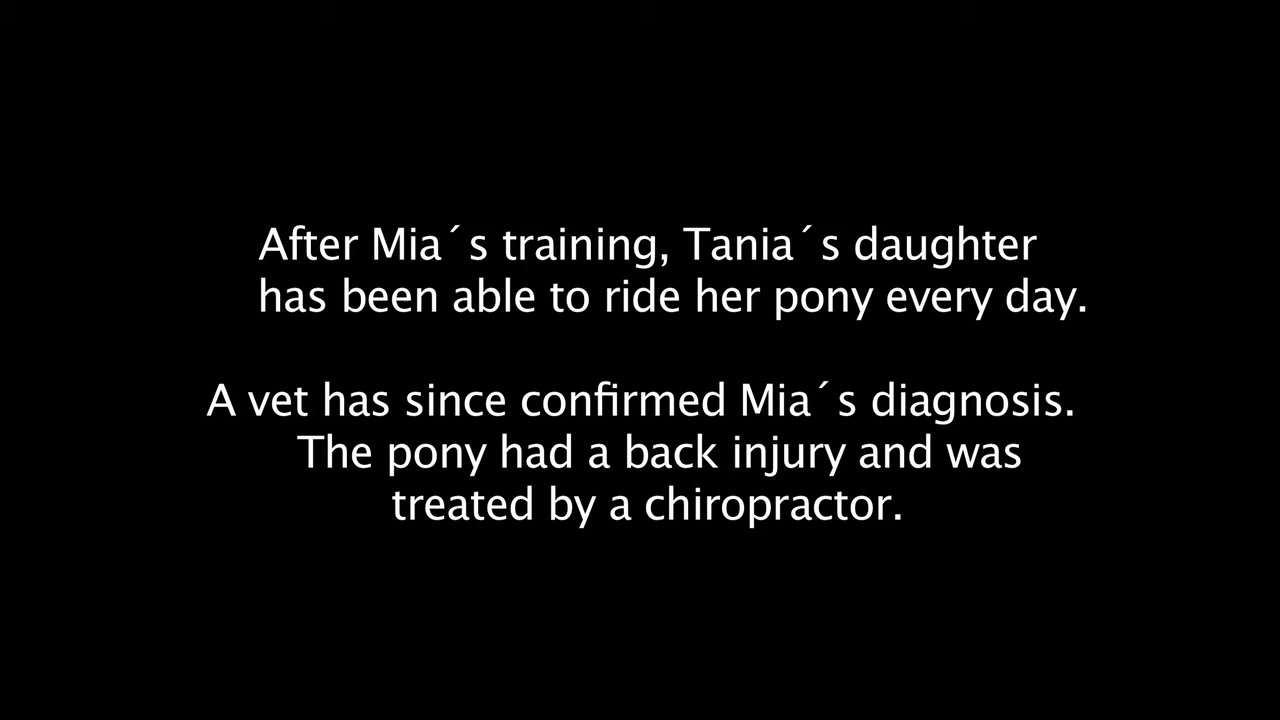 After Mia´s training, Tania´s daughter
has been able to ride her pony every day.
A vet has since confirmed Mia´s diagnosis.
The pony had a back injury and was
treated by a chiropractor.